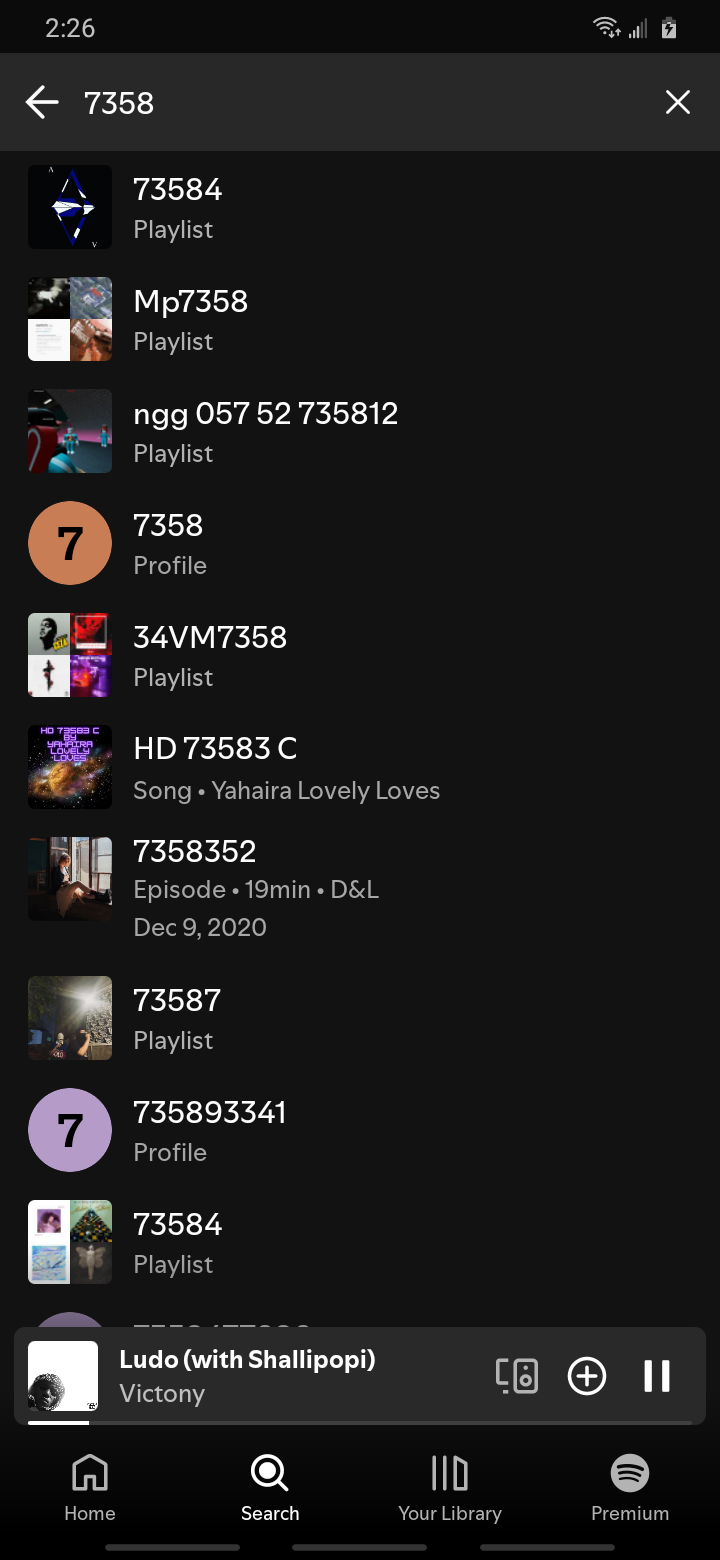 2:26
7358
73584
Playlist
Mp7358
Playlist
ngg 057 52 735812
Playlist
7
7358
Profile
34VM7358
Playlist
HD 73583 C
BY
YAHAIRA
LOVELY
LOVES
HD 73583 C
Song • Yahaira Lovely Loves
7358352
Episode • 19min • D&L
Dec 9, 2020
73587
Playlist
7
735893341
Profile
73584
Playlist
Ludo (with Shallipopi)
Victony
Home
Search
Your Library
Premium